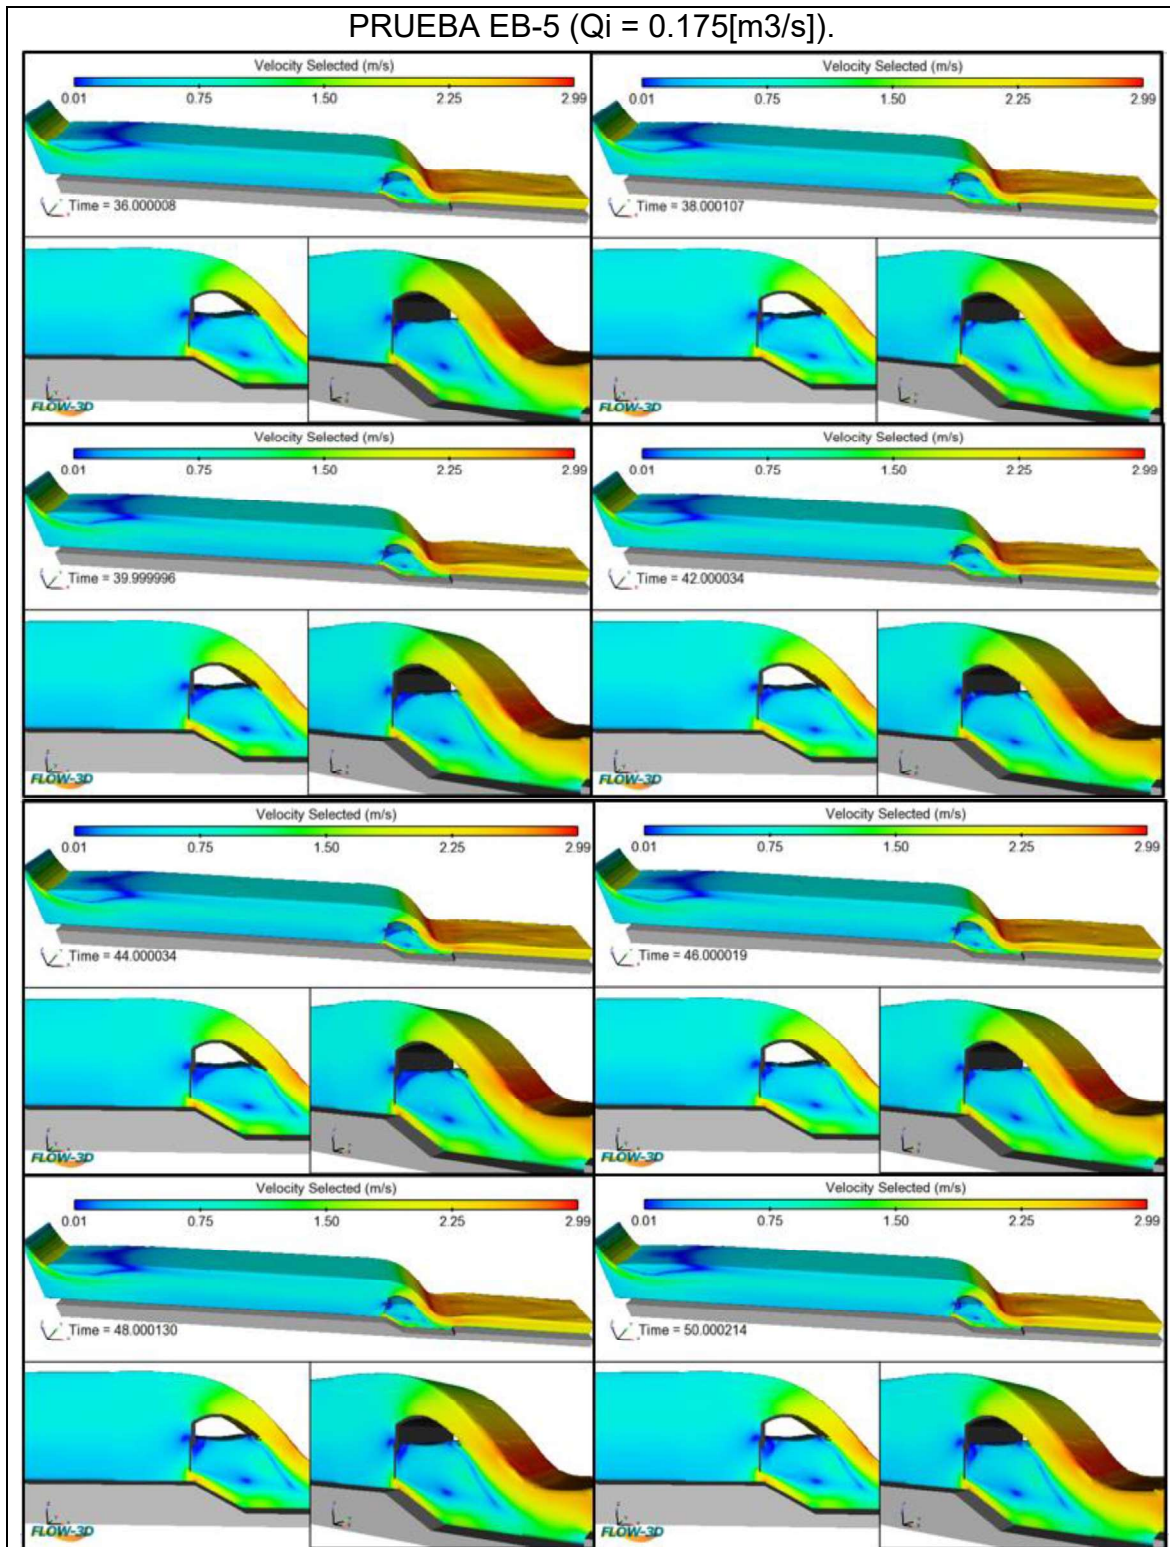 PRUEBA EB-5 (Qi = 0.175[m3/s]).
Velocity Selected (m/s)
0.01 0.75 1.50 2.25 2.99
Time = 36.000008
FLOW-3D
Velocity Selected (m/s)
0.01 0.75 1.50 2.25 2.99
Time = 38.000107
FLOW-3D
Velocity Selected (m/s)
0.01 0.75 1.50 2.25 2.99
Time = 39.999996
FLOW-3D
Velocity Selected (m/s)
0.01 0.75 1.50 2.25 2.99
Time = 42.000034
FLOW-3D
Velocity Selected (m/s)
0.01 0.75 1.50 2.25 2.99
Time = 44.000034
FLOW-3D
Velocity Selected (m/s)
0.01 0.75 1.50 2.25 2.99
Time = 46.000019
FLOW-3D
Velocity Selected (m/s)
0.01 0.75 1.50 2.25 2.99
Time = 48.000130
FLOW-3D
Velocity Selected (m/s)
0.01 0.75 1.50 2.25 2.99
Time = 50.000214
FLOW-3D